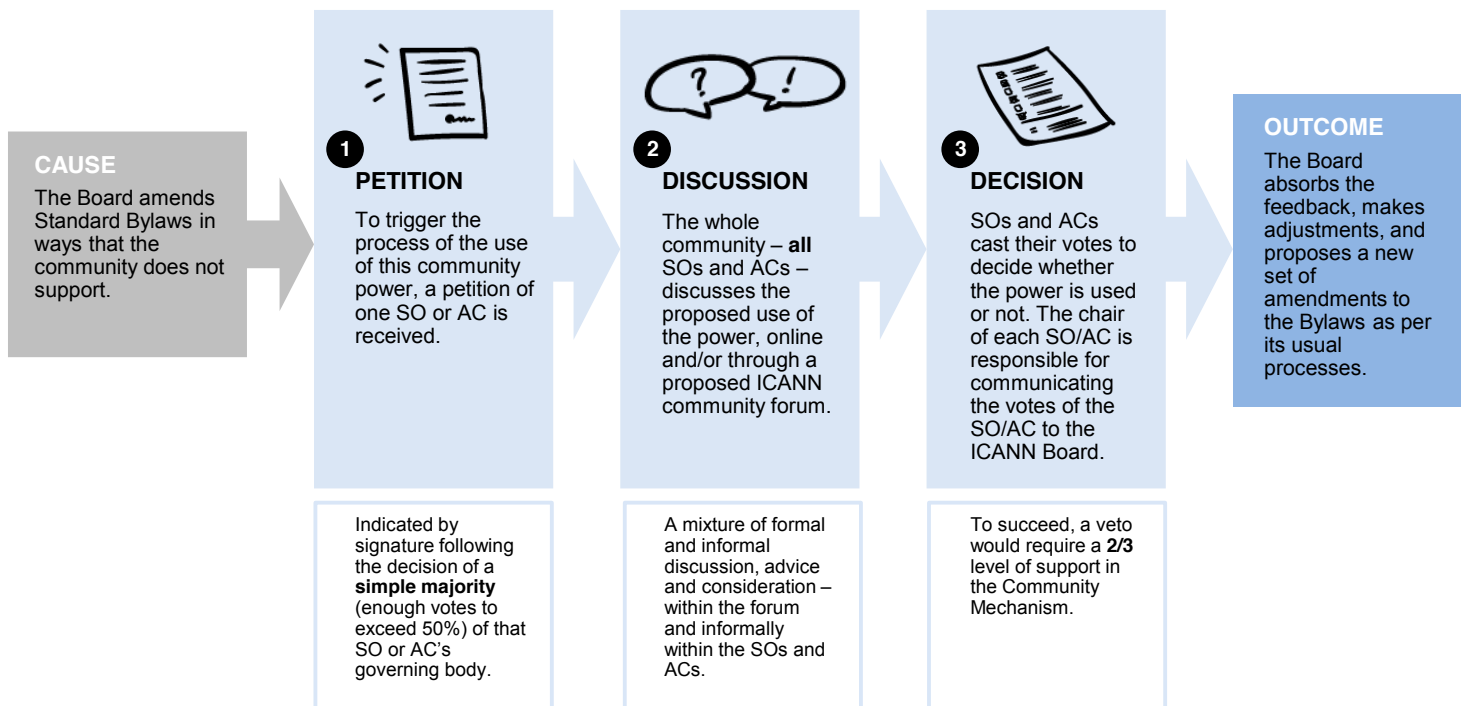 CAUSE
The Board amends
Standard Bylaws in
ways that the
community does not
support.
1
PETITION
To trigger the
process of the use
of this community
power, a petition of
one SO or AC is
received.
Indicated by
signature following
the decision of a
simple majority
(enough votes to
exceed 50%) of that
SO or AC’s
governing body.
?
!
2
DISCUSSION
The whole
community – all
SOs and ACs –
discusses the
proposed use of
the power, online
and/or through a
proposed ICANN
community forum.
A mixture of formal
and informal
discussion, advice
and consideration –
within the forum
and informally
within the SOs and
ACs.
3
DECISION
SOs and ACs
cast their votes to
decide whether
the power is used
or not. The chair
of each SO/AC is
responsible for
communicating
the votes of the
SO/AC to the
ICANN Board.
To succeed, a veto
would require a 2/3
level of support in
the Community
Mechanism.
OUTCOME
The Board
absorbs the
feedback, makes
adjustments, and
proposes a new
set of
amendments to
the Bylaws as per
its usual
processes.